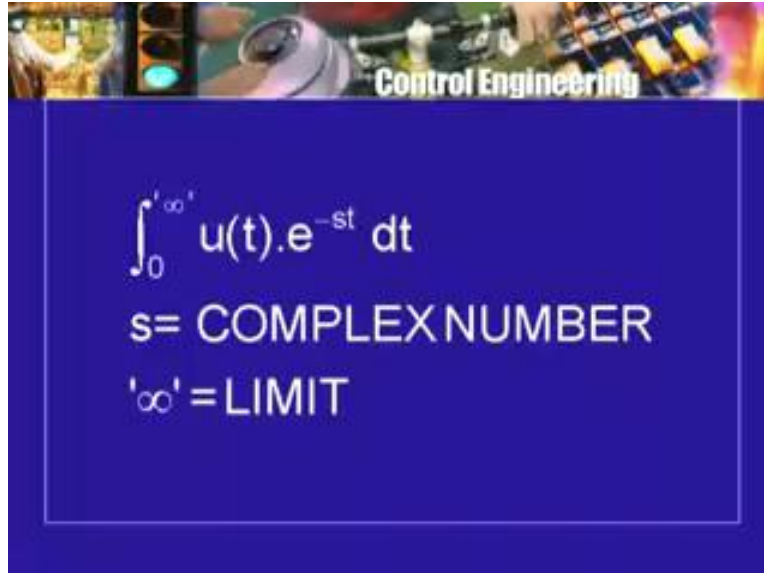 Control Engineering
∫₀'∞' u(t).e⁻ˢᵗ dt
s= COMPLEX NUMBER
'∞'=LIMIT